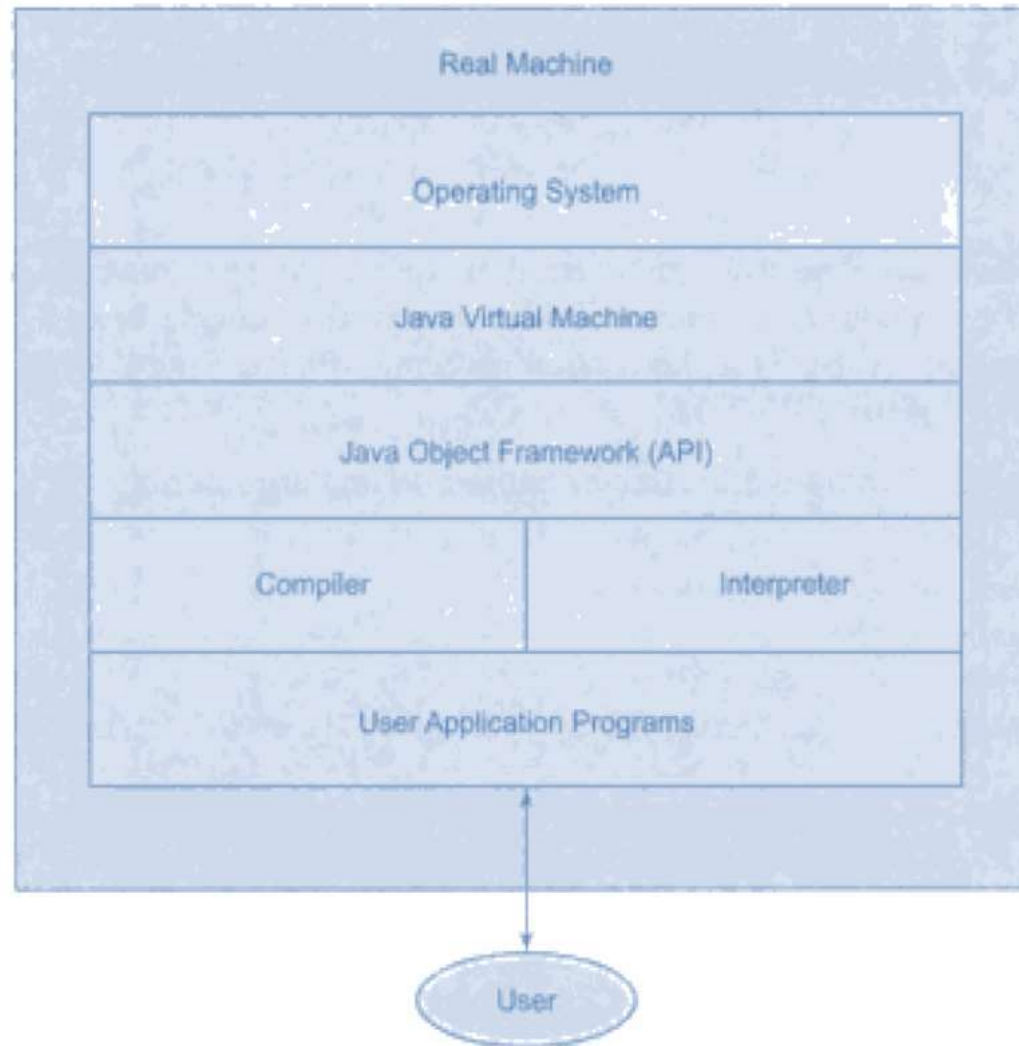 Real Machine
Operating System
Java Virtual Machine
Java Object Framework (API)
Compiler Interpreter
User Application Programs
User